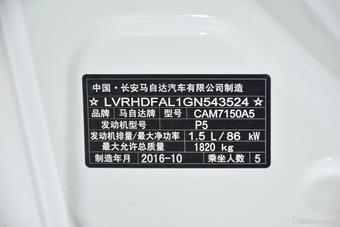 中国·长安马自达汽车有限公司制造
☆LVRHDFAL1GN543524☆
品牌 马自达牌 型号 CAM7150A5
发动机型号 P5
发动机排量/最大净功率 1.5 L/86 kW
最大允许总质量 1820 kg
制造年月 2016-10 乘坐人数 5